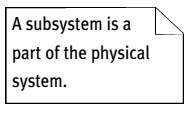 A subsystem is a
part of the physical
system.